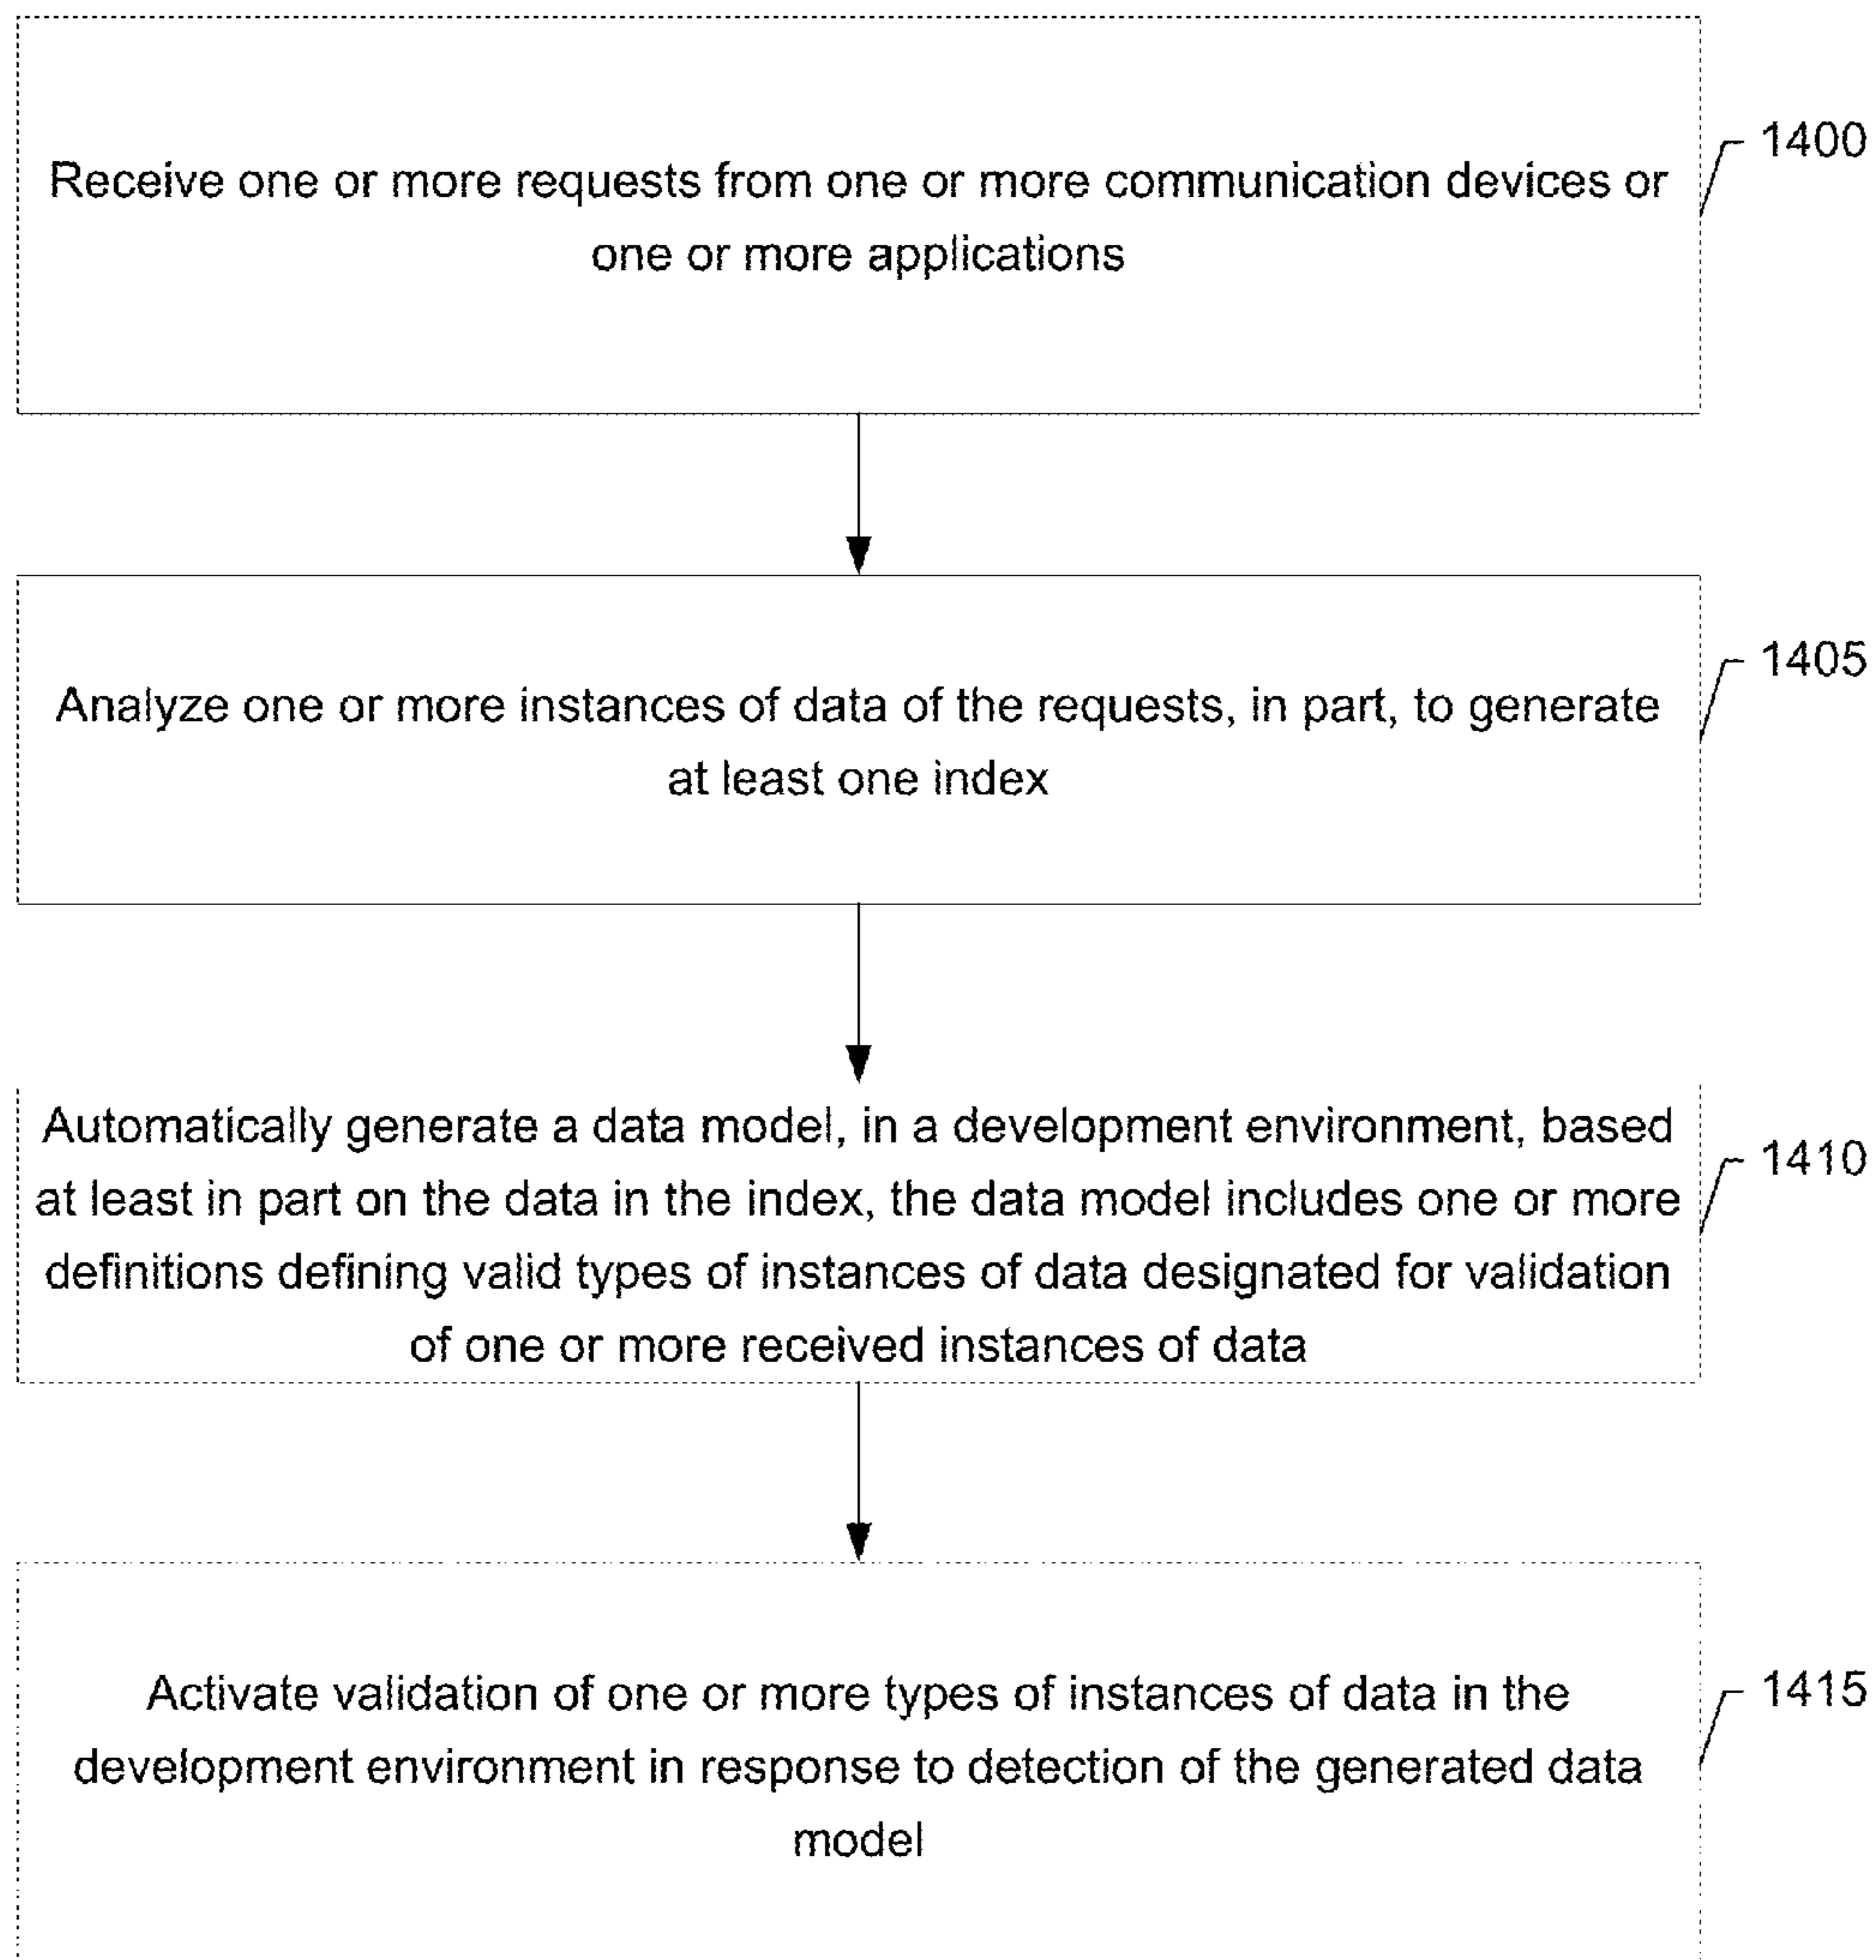 Receive one or more requests from one or more communication devices or
one or more applications
1400
Analyze one or more instances of data of the requests, in part, to generate
at least one index
1405
Automatically generate a data model, in a development environment, based
at least in part on the data in the index, the data model includes one or more
definitions defining valid types of instances of data designated for validation
of one or more received instances of data
1410
Activate validation of one or more types of instances of data in the
development environment in response to detection of the generated data
model
1415